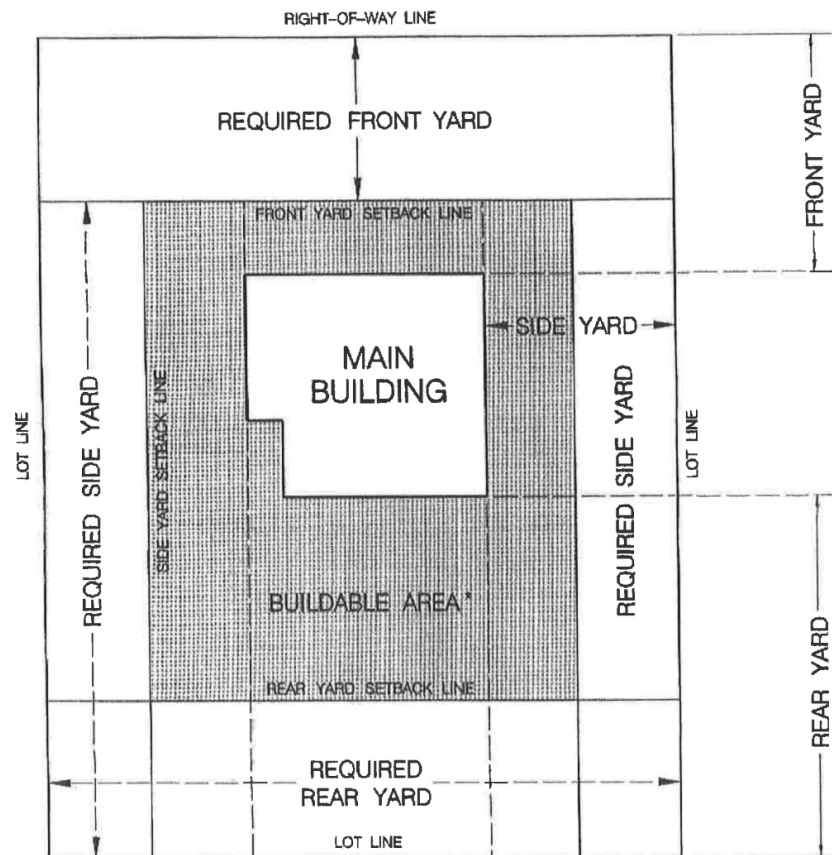 RIGHT-OF-WAY LINE
REQUIRED FRONT YARD
FRONT YARD
FRONT YARD SETBACK LINE
SIDE YARD
MAIN
BUILDING
LOT LINE
REQUIRED SIDE YARD
SIDE YARD SETBACK LINE
REQUIRED SIDE YARD
LOT LINE
BUILDABLE AREA*
REAR YARD SETBACK LINE
REAR YARD
REQUIRED
REAR YARD
LOT LINE